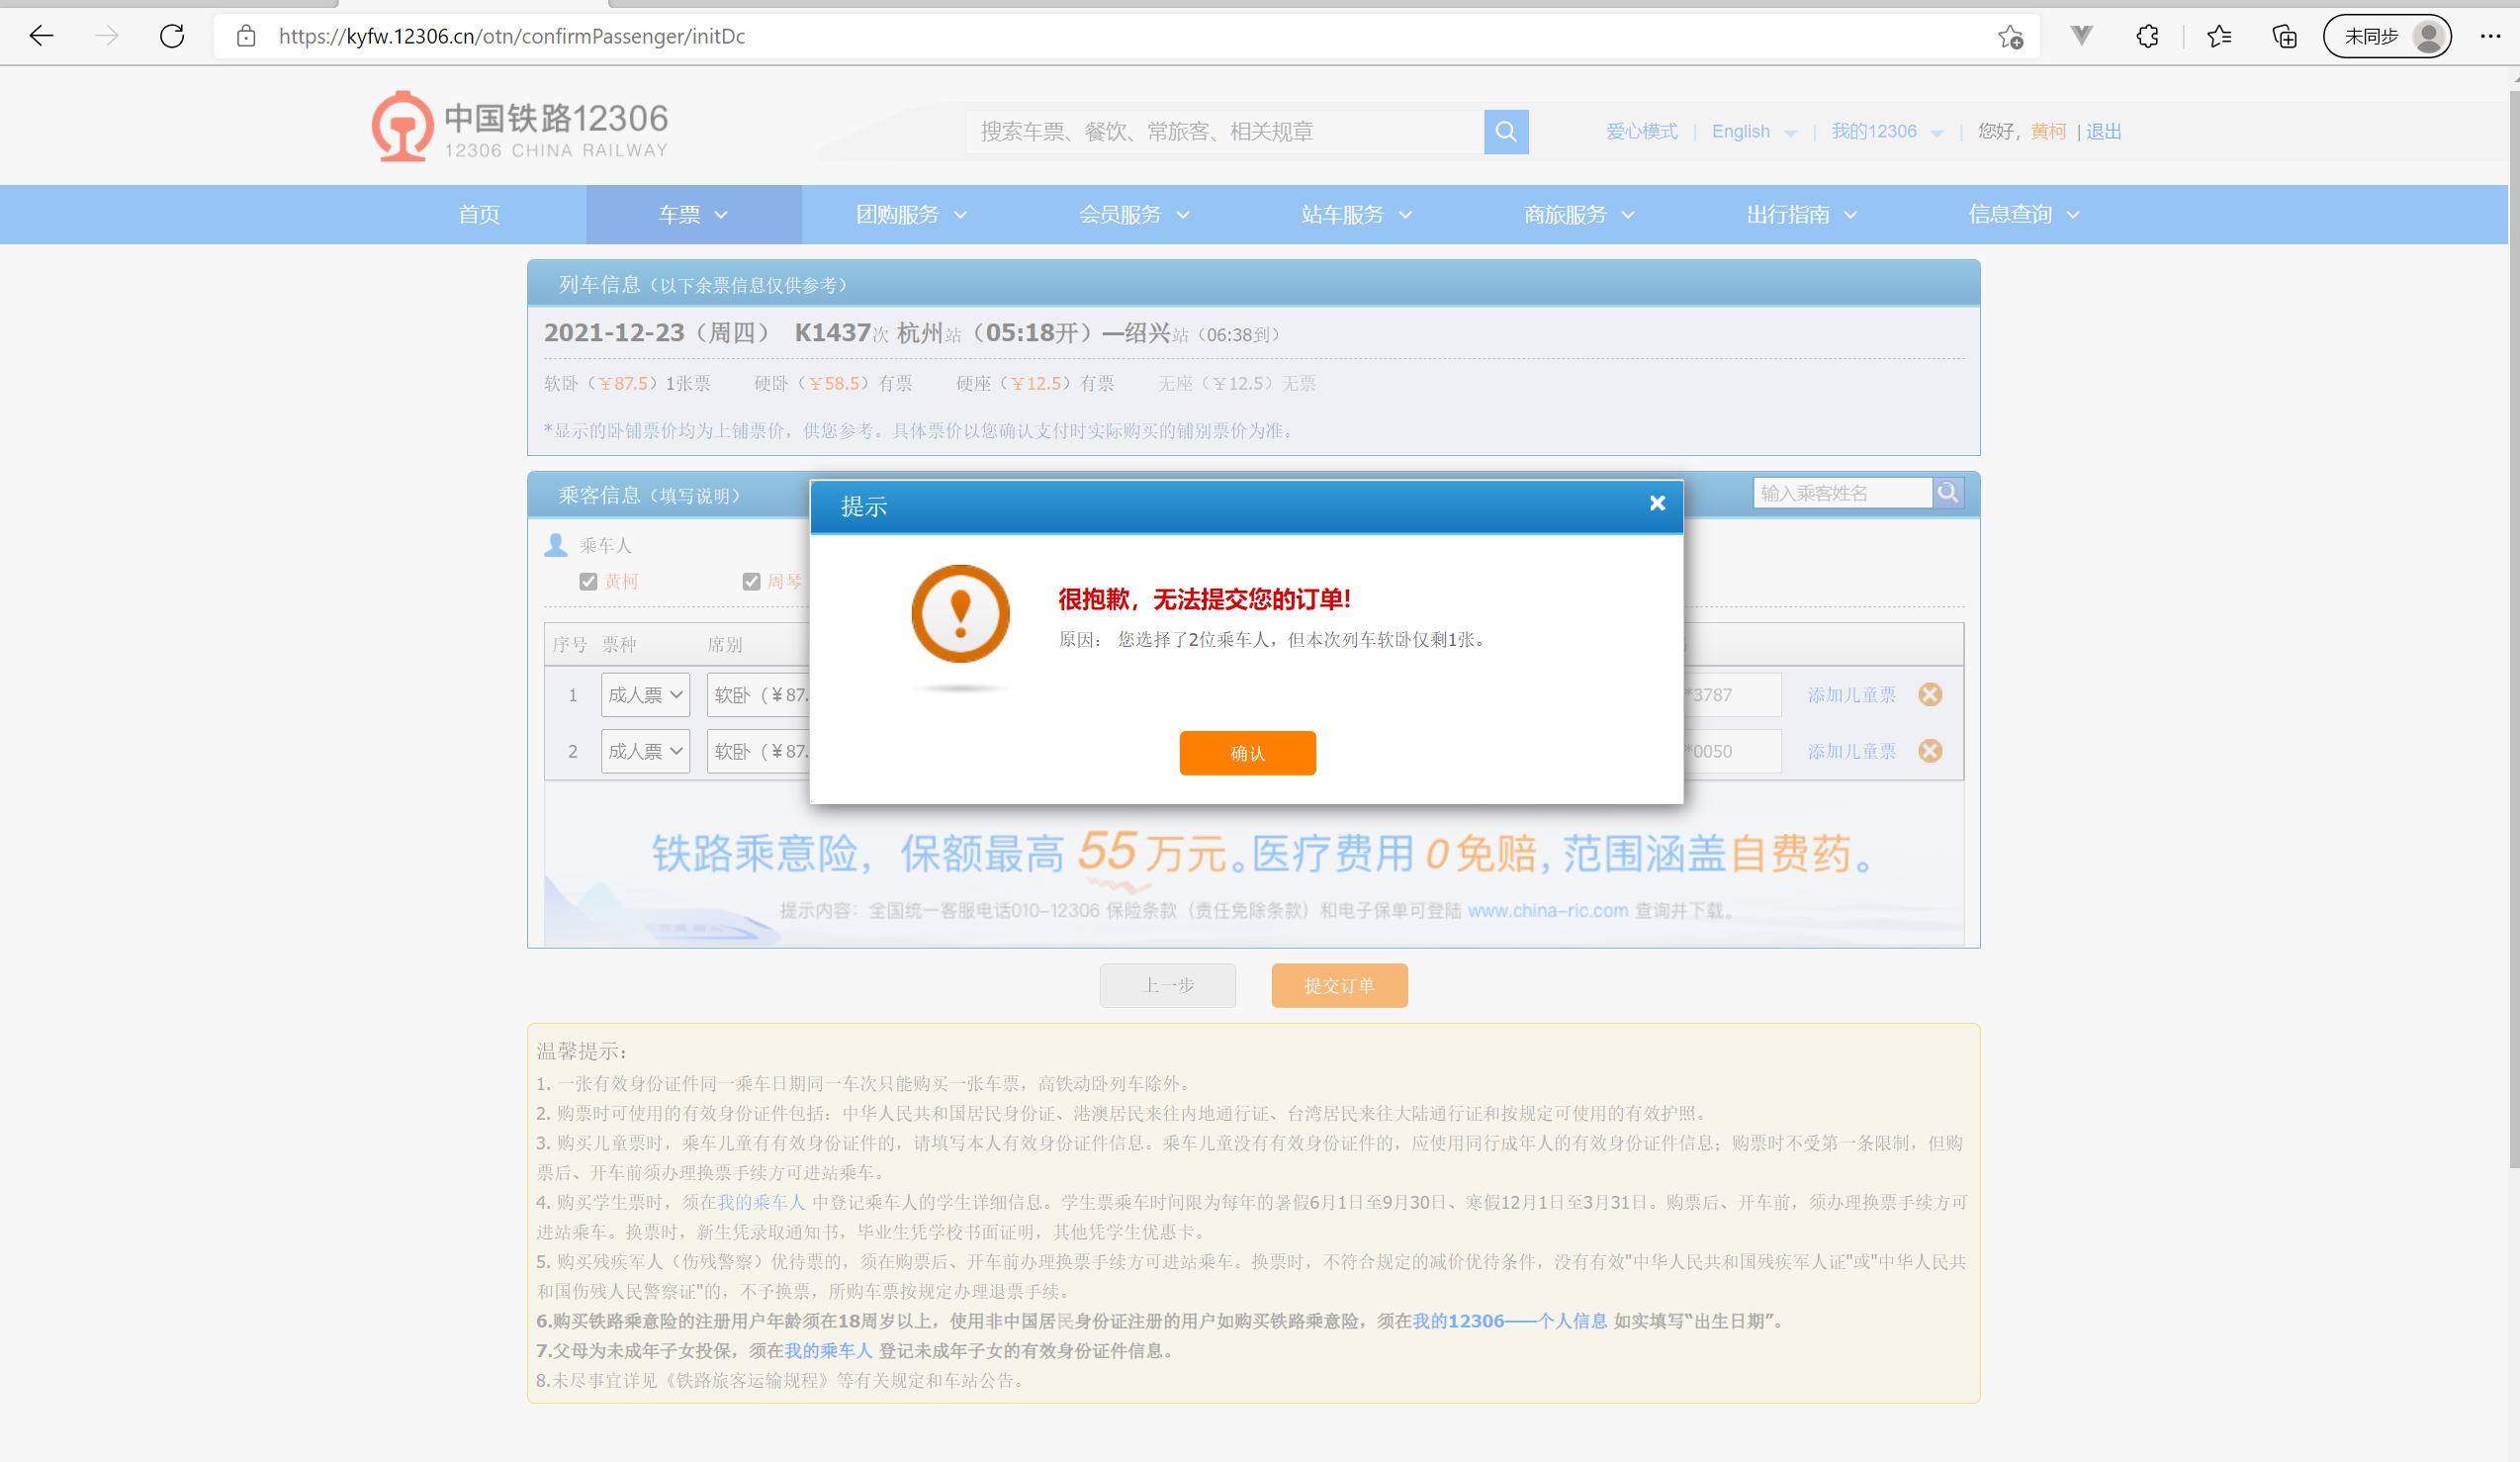 https://kyfw.12306.cn/otn/confirmPassenger/initDc
未同步
中国铁路12306
12306 CHINA RAILWAY
搜索车票、餐饮、常旅客、相关规章
爱心模式 | English | 我的12306 | 您好，黄柯 | 退出
首页 车票 团购服务 会员服务 站车服务 商旅服务 出行指南 信息查询
列车信息（以下余票信息仅供参考）
2021-12-23（周四） K1437次 杭州站（05:18开）—绍兴站（06:38到）
软卧（￥87.5）1张票 硬卧（￥58.5）有票 硬座（￥12.5）有票 无座（￥12.5）无票
*显示的卧铺票价均为上铺票价，供您参考。具体票价以您确认支付时实际购买的铺别票价为准。
乘客信息（填写说明）
输入乘客姓名
乘车人
黄柯 周琴
提示
很抱歉，无法提交您的订单!
原因： 您选择了2位乘车人，但本次列车软卧仅剩1张。
确认
序号 票种 席别
1 成人票 软卧（￥87. *3787 添加儿童票
2 成人票 软卧（￥87. *0050 添加儿童票
铁路乘意险，保额最高55万元。医疗费用0免赔，范围涵盖自费药。
提示内容：全国统一客服电话010-12306 保险条款（责任免除条款）和电子保单可登陆 www.china-ric.com 查询并下载。
上一步 提交订单
温馨提示：
1. 一张有效身份证件同一乘车日期同一车次只能购买一张车票，高铁动卧列车除外。
2. 购票时可使用的有效身份证件包括：中华人民共和国居民身份证、港澳居民来往内地通行证、台湾居民来往大陆通行证和按规定可使用的有效护照。
3. 购买儿童票时，乘车儿童有有效身份证件的，请填写本人有效身份证件信息。乘车儿童没有有效身份证件的，应使用同行成年人的有效身份证件信息；购票时不受第一条限制，但购
票后、开车前须办理换票手续方可进站乘车。
4. 购买学生票时，须在我的乘车人 中登记乘车人的学生详细信息。学生票乘车时间限为每年的暑假6月1日至9月30日、寒假12月1日至3月31日。购票后、开车前，须办理换票手续方可
进站乘车。换票时，新生凭录取通知书，毕业生凭学校书面证明，其他凭学生优惠卡。
5. 购买残疾军人（伤残警察）优待票的，须在购票后、开车前办理换票手续方可进站乘车。换票时，不符合规定的减价优待条件，没有有效"中华人民共和国残疾军人证"或"中华人民共
和国伤残人民警察证"的，不予换票，所购车票按规定办理退票手续。
6.购买铁路乘意险的注册用户年龄须在18周岁以上，使用非中国居民身份证注册的用户如购买铁路乘意险，须在我的12306——个人信息 如实填写“出生日期”。
7.父母为未成年子女投保，须在我的乘车人 登记未成年子女的有效身份证件信息。
8.未尽事宜详见《铁路旅客运输规程》等有关规定和车站公告。